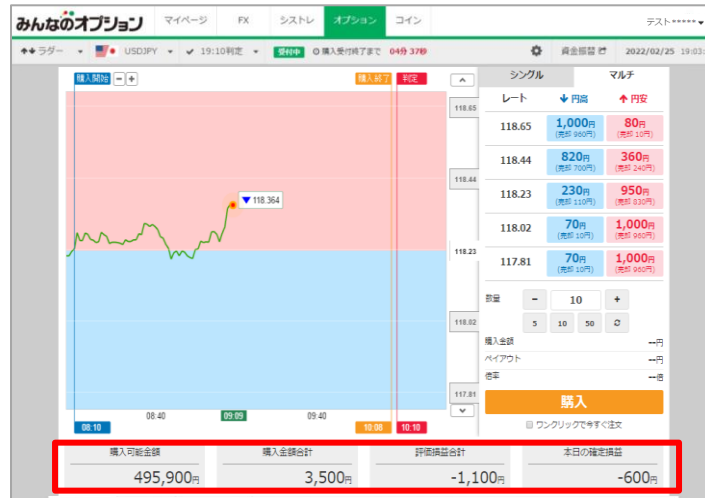 みんなのオプション マイページ FX シストレ オプション コイン テスト*****
ラダー USDJPY 19:10判定 受付中 購入受付終了まで 04分 37秒 資金振替 2022/02/25 19:03:
購入開始 - + 購入終了 判定
シングル マルチ
レート 円高 円安
118.65 1,000円 (売却 960円) 80円 (売却 10円)
118.44 820円 (売却 700円) 360円 (売却 240円)
118.23 230円 (売却 110円) 950円 (売却 830円)
118.02 70円 (売却 10円) 1,000円 (売却 960円)
117.81 70円 (売却 10円) 1,000円 (売却 960円)
118.65
118.44
▼ 118.364
118.23
118.02
117.81
数量 - 10 +
5 10 50
購入金額 --円
ペイアウト --円
倍率 --倍
購入
ワンクリックで今すぐ注文
08:40 09:09 09:40
08:10 10:08 10:10
購入可能金額 購入金額合計 評価損益合計 本日の確定損益
495,900円 3,500円 -1,100円 -600円